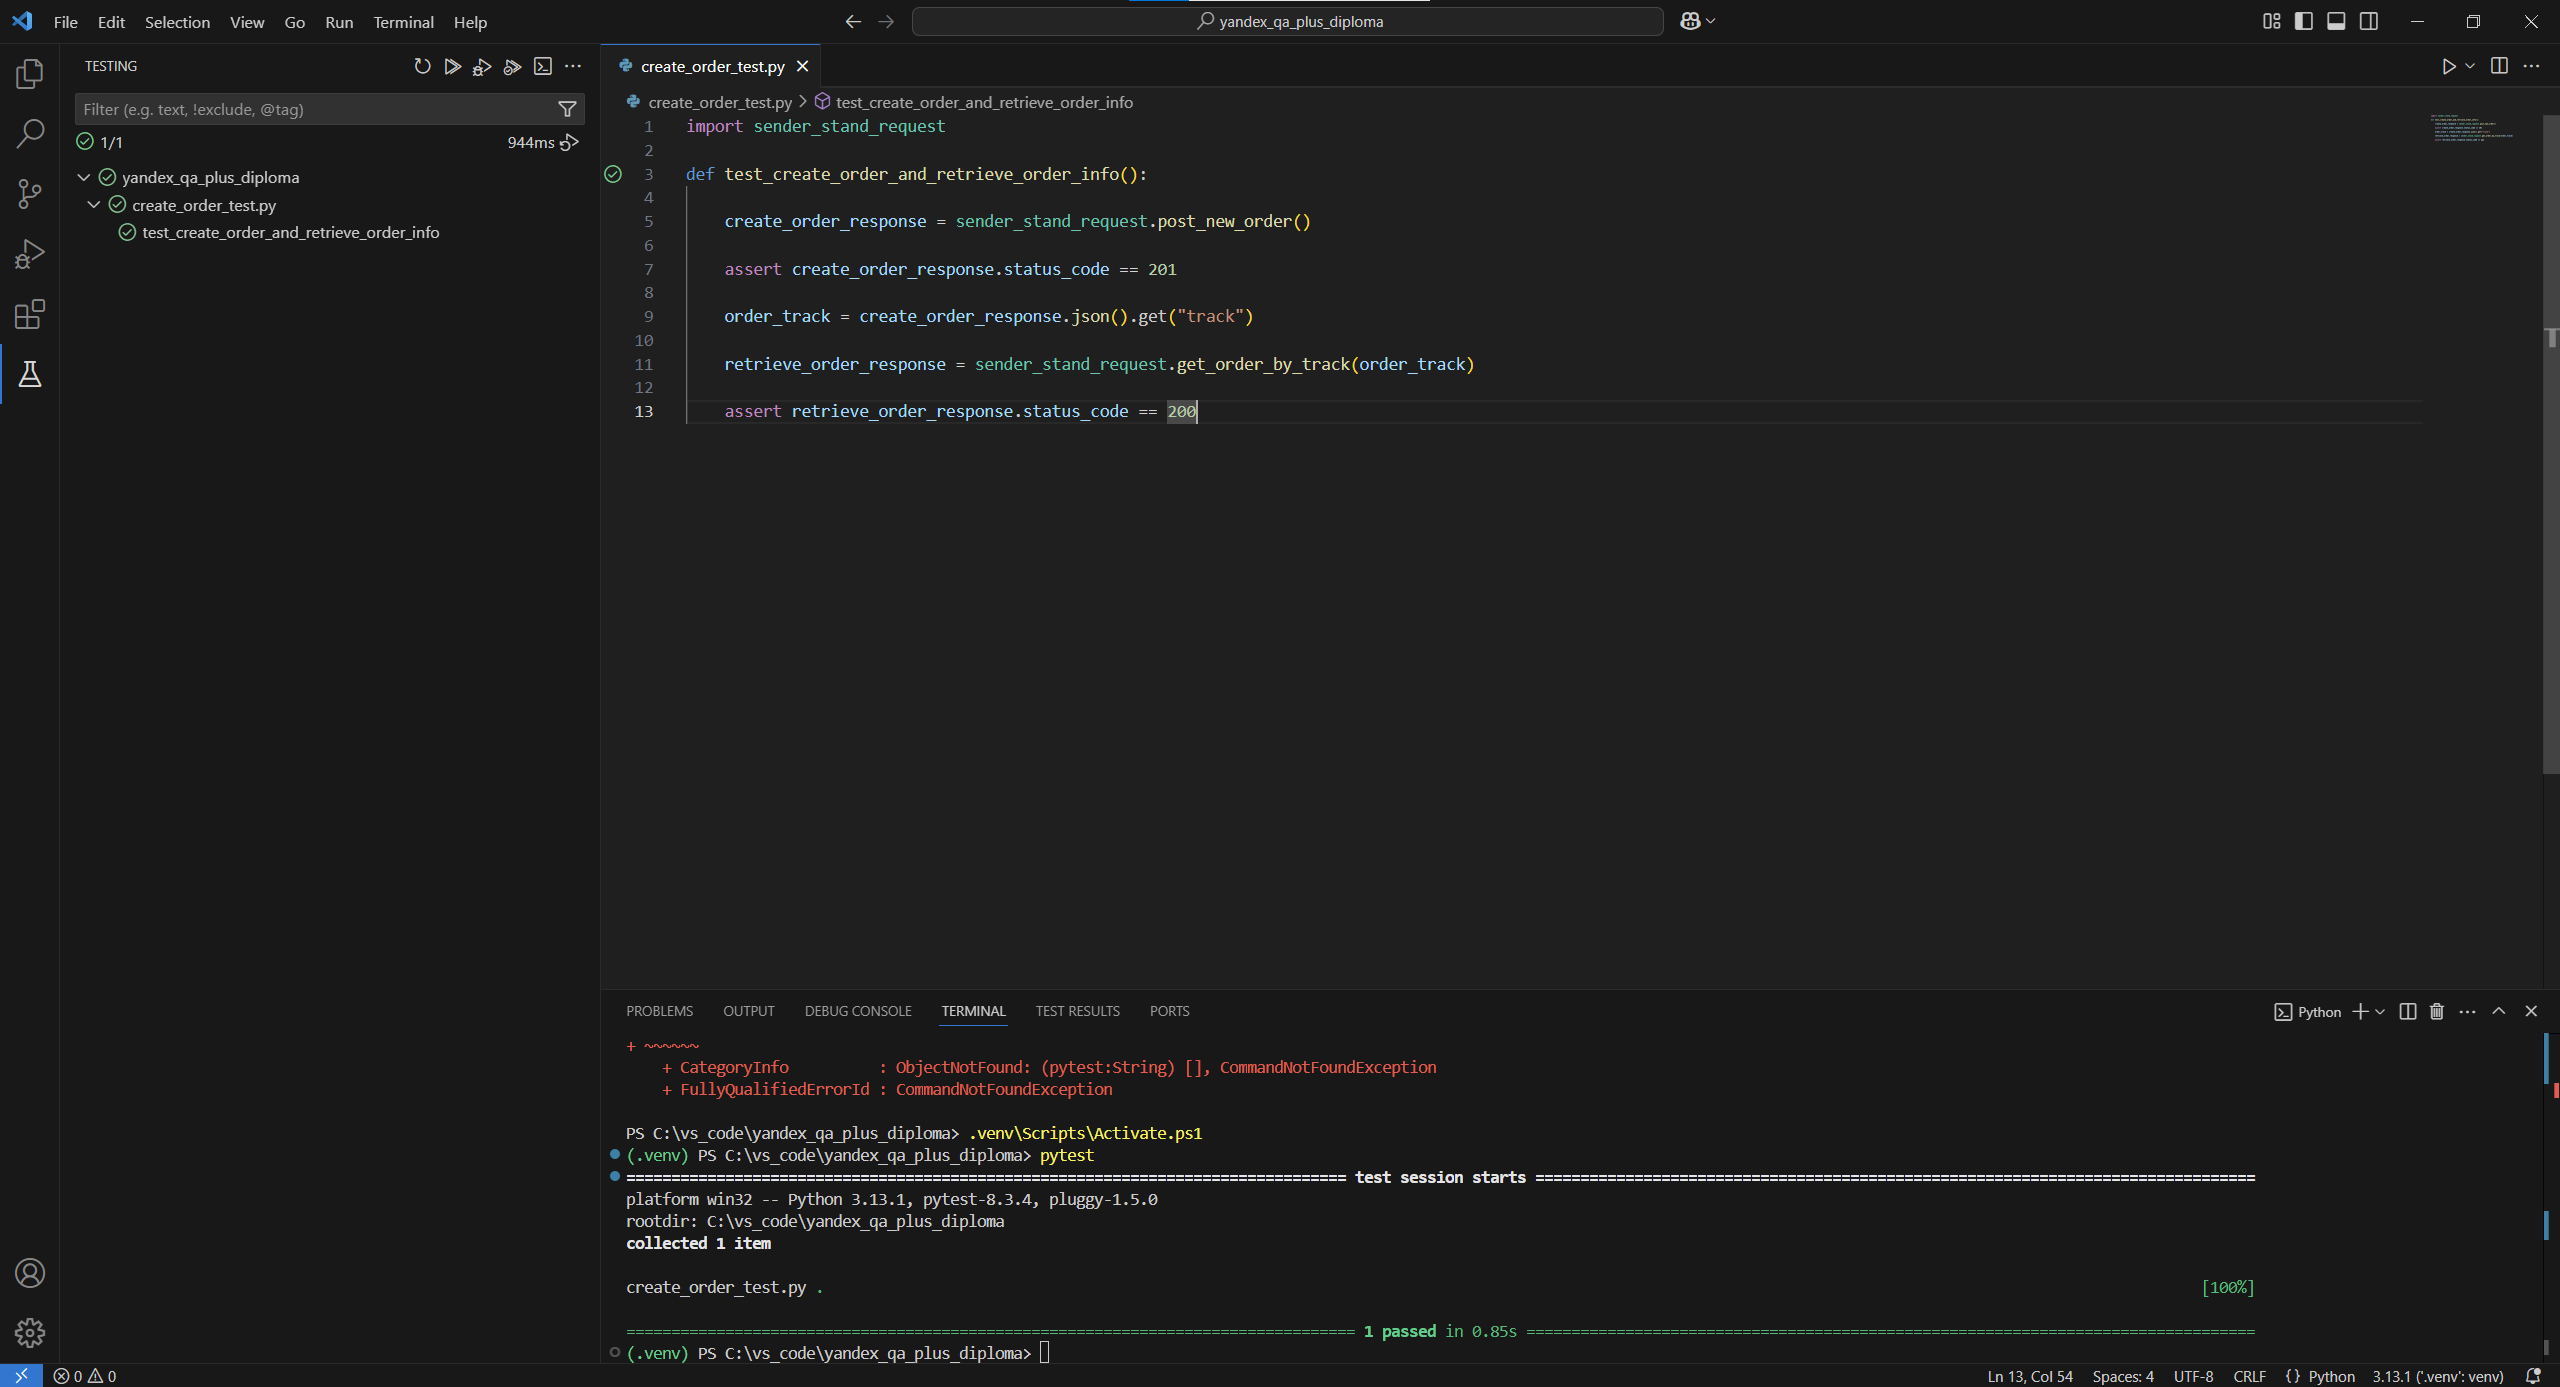 File Edit Selection View Go Run Terminal Help
yandex_qa_plus_diploma
TESTING
Filter (e.g. text, !exclude, @tag)
1/1
944ms
yandex_qa_plus_diploma
create_order_test.py
test_create_order_and_retrieve_order_info
create_order_test.py
create_order_test.py > test_create_order_and_retrieve_order_info
1 import sender_stand_request
2
3 def test_create_order_and_retrieve_order_info():
4
5 create_order_response = sender_stand_request.post_new_order()
6
7 assert create_order_response.status_code == 201
8
9 order_track = create_order_response.json().get("track")
10
11 retrieve_order_response = sender_stand_request.get_order_by_track(order_track)
12
13 assert retrieve_order_response.status_code == 200
PROBLEMS OUTPUT DEBUG CONSOLE TERMINAL TEST RESULTS PORTS
Python
+ ~~~~~~
+ CategoryInfo : ObjectNotFound: (pytest:String) [], CommandNotFoundException
+ FullyQualifiedErrorId : CommandNotFoundException
PS C:\vs_code\yandex_qa_plus_diploma> .venv\Scripts\Activate.ps1
(.venv) PS C:\vs_code\yandex_qa_plus_diploma> pytest
================================================================================ test session starts ================================================================================
platform win32 -- Python 3.13.1, pytest-8.3.4, pluggy-1.5.0
rootdir: C:\vs_code\yandex_qa_plus_diploma
collected 1 item
create_order_test.py . [100%]
================================================================================= 1 passed in 0.85s =================================================================================
(.venv) PS C:\vs_code\yandex_qa_plus_diploma>
0 0
Ln 13, Col 54 Spaces: 4 UTF-8 CRLF {} Python 3.13.1 ('.venv': venv)